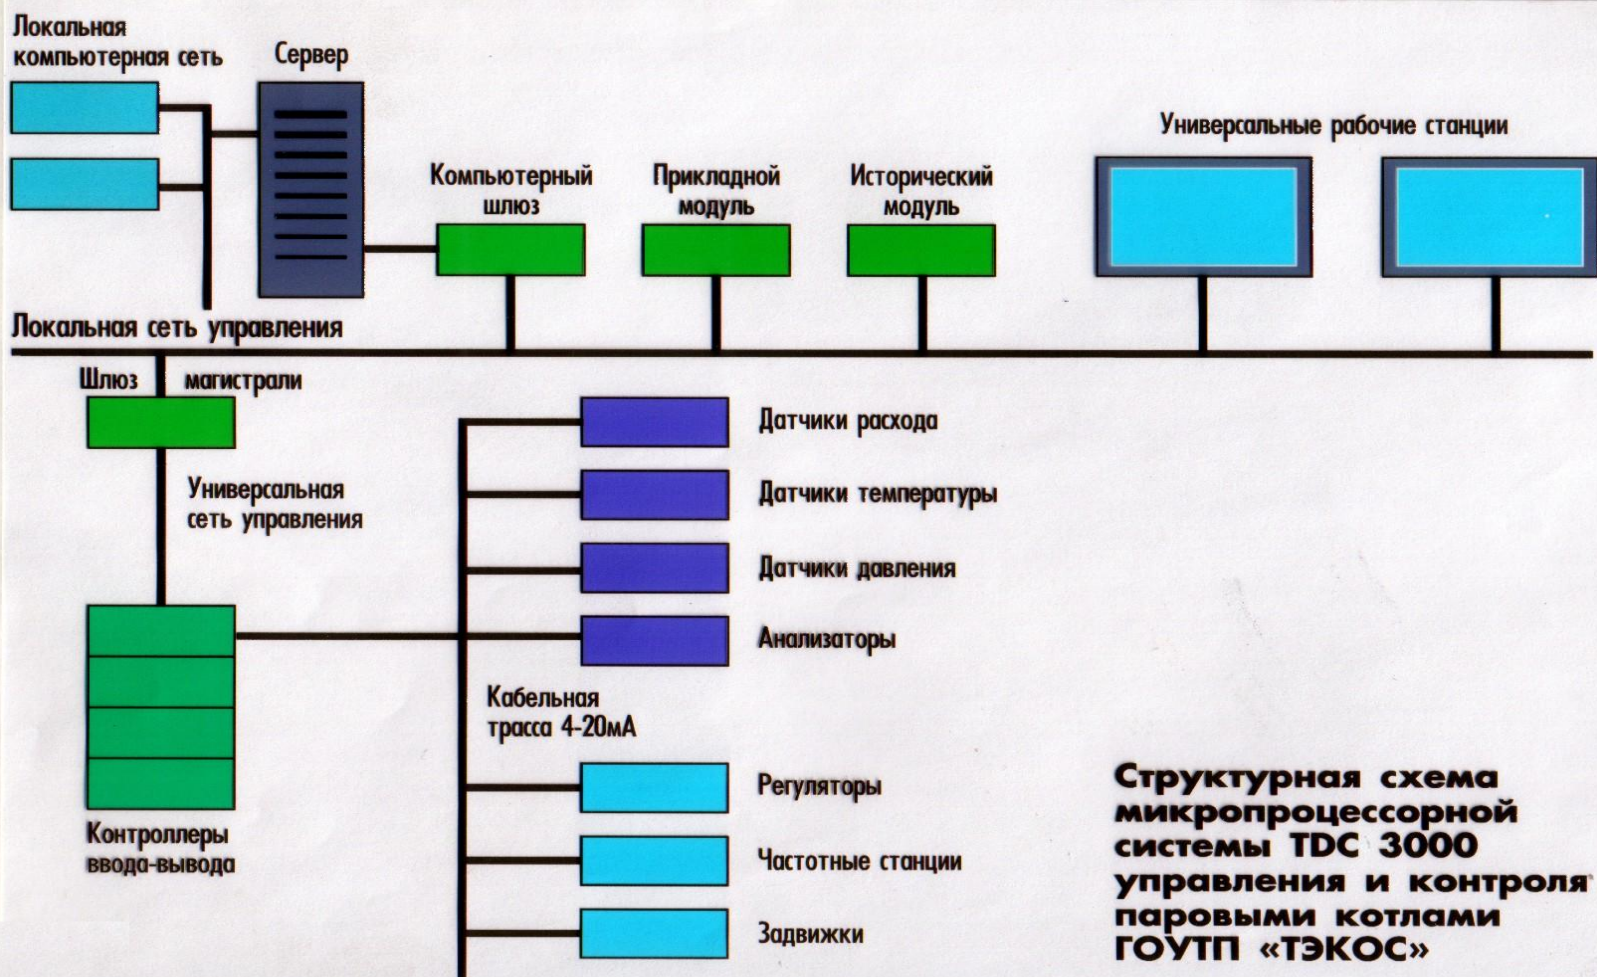 Локальная
компьютерная сеть
Сервер
Компьютерный
шлюз
Прикладной
модуль
Исторический
модуль
Универсальные рабочие станции
Локальная сеть управления
Шлюз магистрали
Универсальная
сеть управления
Контроллеры
ввода-вывода
Датчики расхода
Датчики температуры
Датчики давления
Анализаторы
Кабельная
трасса 4-20мА
Регуляторы
Частотные станции
Задвижки
Структурная схема
микропроцессорной
системы TDC 3000
управления и контроля
паровыми котлами
ГОУТП «ТЭКОС»